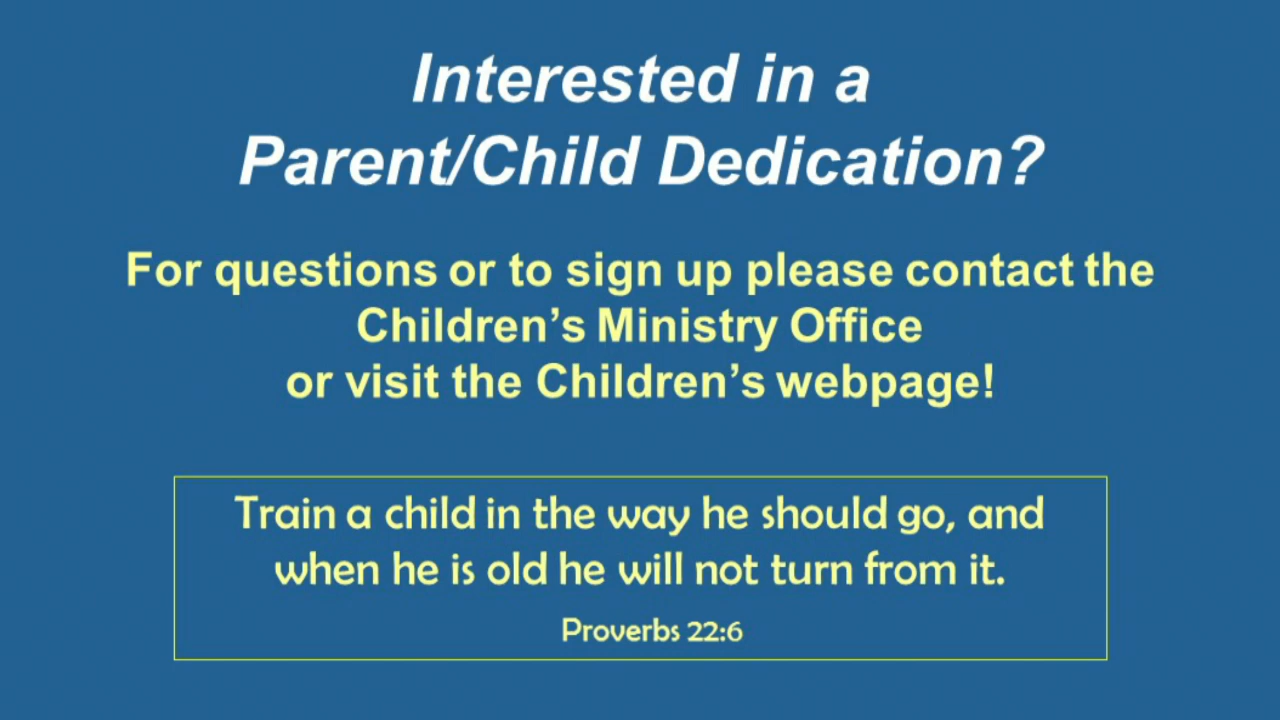 Interested in a
Parent/Child Dedication?
For questions or to sign up please contact the
Children’s Ministry Office
or visit the Children’s webpage!
Train a child in the way he should go, and
when he is old he will not turn from it.
Proverbs 22:6